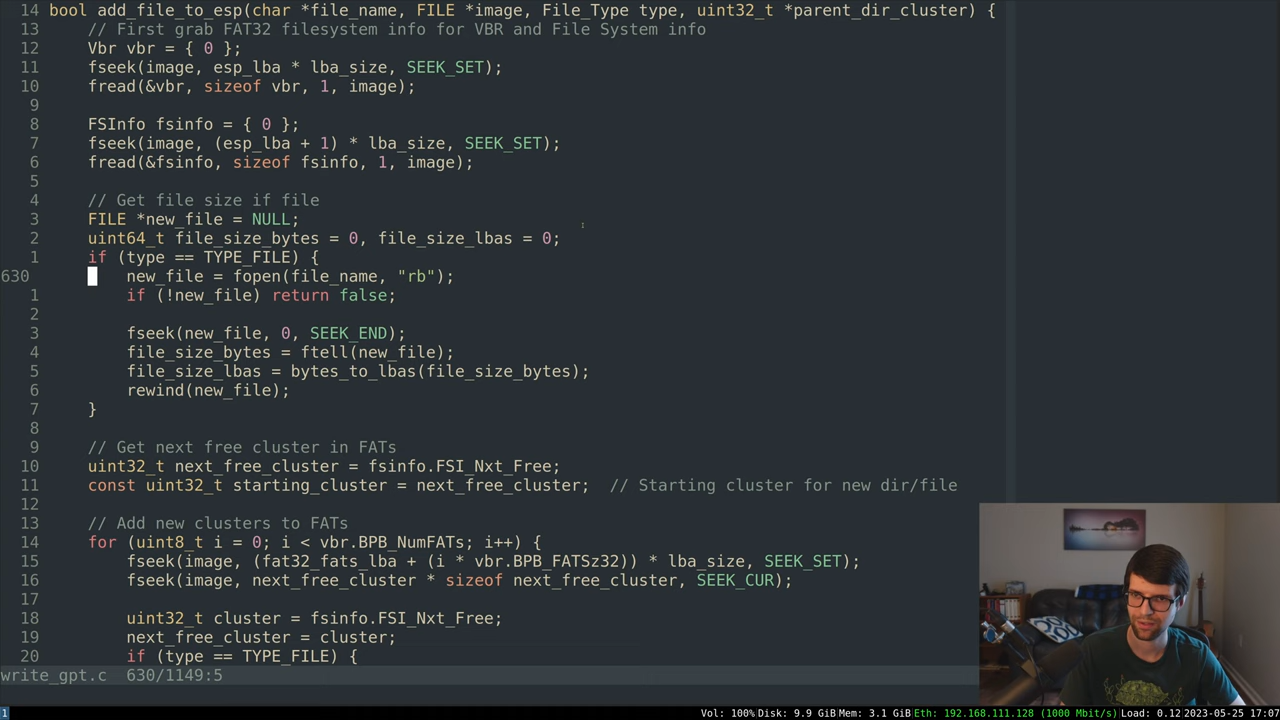 14 bool add_file_to_esp(char *file_name, FILE *image, File_Type type, uint32_t *parent_dir_cluster) {
13     // First grab FAT32 filesystem info for VBR and File System info
12     Vbr vbr = { 0 };
11     fseek(image, esp_lba * lba_size, SEEK_SET);
10     fread(&vbr, sizeof vbr, 1, image);
9
8     FSInfo fsinfo = { 0 };
7     fseek(image, (esp_lba + 1) * lba_size, SEEK_SET);
6     fread(&fsinfo, sizeof fsinfo, 1, image);
5
4     // Get file size if file
3     FILE *new_file = NULL;
2     uint64_t file_size_bytes = 0, file_size_lbas = 0;
1     if (type == TYPE_FILE) {
630         new_file = fopen(file_name, "rb");
1         if (!new_file) return false;
2
3         fseek(new_file, 0, SEEK_END);
4         file_size_bytes = ftell(new_file);
5         file_size_lbas = bytes_to_lbas(file_size_bytes);
6         rewind(new_file);
7     }
8
9     // Get next free cluster in FATs
10     uint32_t next_free_cluster = fsinfo.FSI_Nxt_Free;
11     const uint32_t starting_cluster = next_free_cluster;  // Starting cluster for new dir/file
12
13     // Add new clusters to FATs
14     for (uint8_t i = 0; i < vbr.BPB_NumFATs; i++) {
15         fseek(image, (fat32_fats_lba + (i * vbr.BPB_FATSz32)) * lba_size, SEEK_SET);
16         fseek(image, next_free_cluster * sizeof next_free_cluster, SEEK_CUR);
17
18         uint32_t cluster = fsinfo.FSI_Nxt_Free;
19         next_free_cluster = cluster;
20         if (type == TYPE_FILE) {
write_gpt.c  630/1149:5
1 Vol: 100% Disk: 9.9 GiB Mem: 3.1 GiB Eth: 192.168.111.128 (1000 Mbit/s) Load: 0.12 2023-05-25 17:07